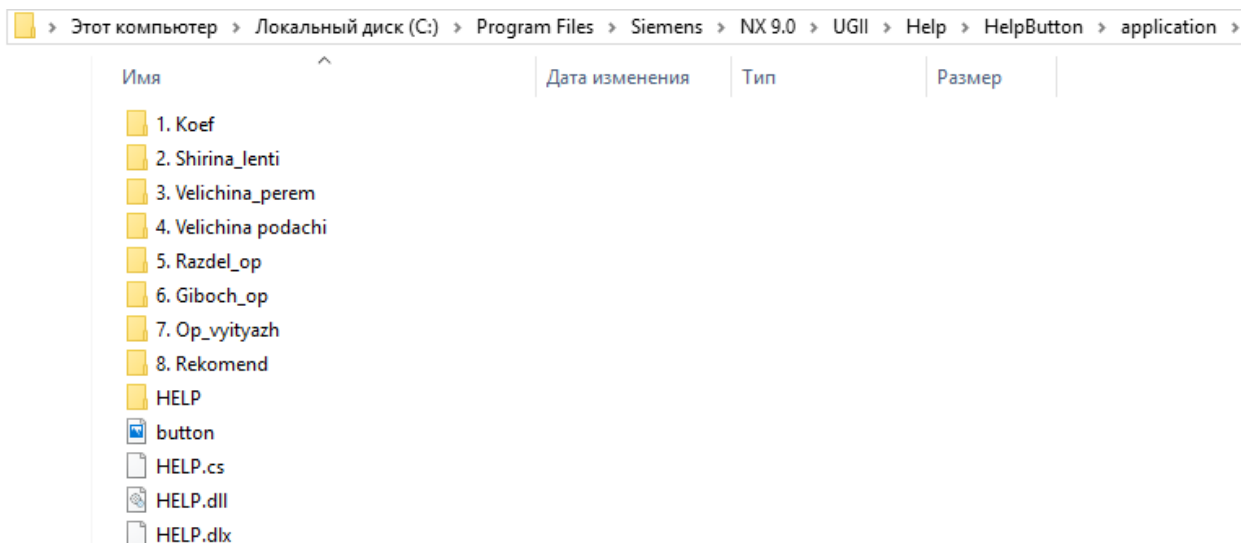 Этот компьютер > Локальный диск (C:) > Program Files > Siemens > NX 9.0 > UGII > Help > HelpButton > application >
Имя Дата изменения Тип Размер
1. Koef
2. Shirina_lenti
3. Velichina_perem
4. Velichina podachi
5. Razdel_op
6. Giboch_op
7. Op_vyityazh
8. Rekomend
HELP
button
HELP.cs
HELP.dll
HELP.dlx